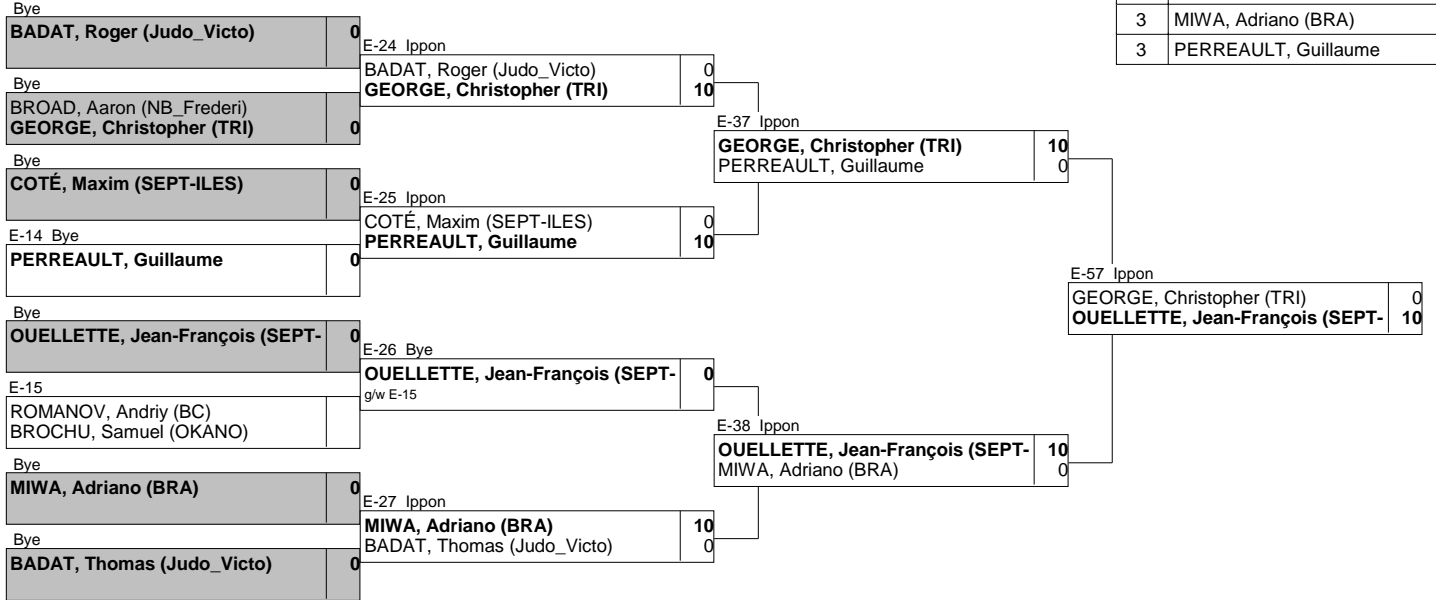 Bye
BADAT, Roger (Judo_Victo) 0
Bye
BROAD, Aaron (NB_Frederi)
GEORGE, Christopher (TRI) 0
Bye
COTÉ, Maxim (SEPT-ILES) 0
E-14 Bye
PERREAULT, Guillaume 0
Bye
OUELLETTE, Jean-François (SEPT- 0
E-15
ROMANOV, Andriy (BC)
BROCHU, Samuel (OKANO)
Bye
MIWA, Adriano (BRA) 0
Bye
BADAT, Thomas (Judo_Victo) 0
E-24 Ippon
BADAT, Roger (Judo_Victo) 0
GEORGE, Christopher (TRI) 10
E-25 Ippon
COTÉ, Maxim (SEPT-ILES) 0
PERREAULT, Guillaume 10
E-26 Bye
OUELLETTE, Jean-François (SEPT- 0
g/w E-15
E-27 Ippon
MIWA, Adriano (BRA) 10
BADAT, Thomas (Judo_Victo) 0
E-37 Ippon
GEORGE, Christopher (TRI) 10
PERREAULT, Guillaume 0
E-38 Ippon
OUELLETTE, Jean-François (SEPT- 10
MIWA, Adriano (BRA) 0
E-57 Ippon
GEORGE, Christopher (TRI) 0
OUELLETTE, Jean-François (SEPT- 10
3 MIWA, Adriano (BRA)
3 PERREAULT, Guillaume